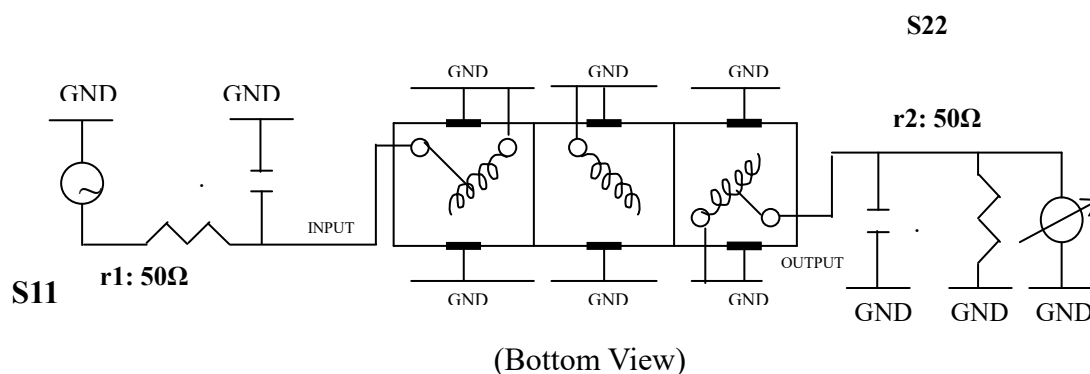 S22
GND GND GND GND GND
r2: 50Ω
INPUT
OUTPUT
r1: 50Ω
S11
GND GND GND GND GND GND
(Bottom View)